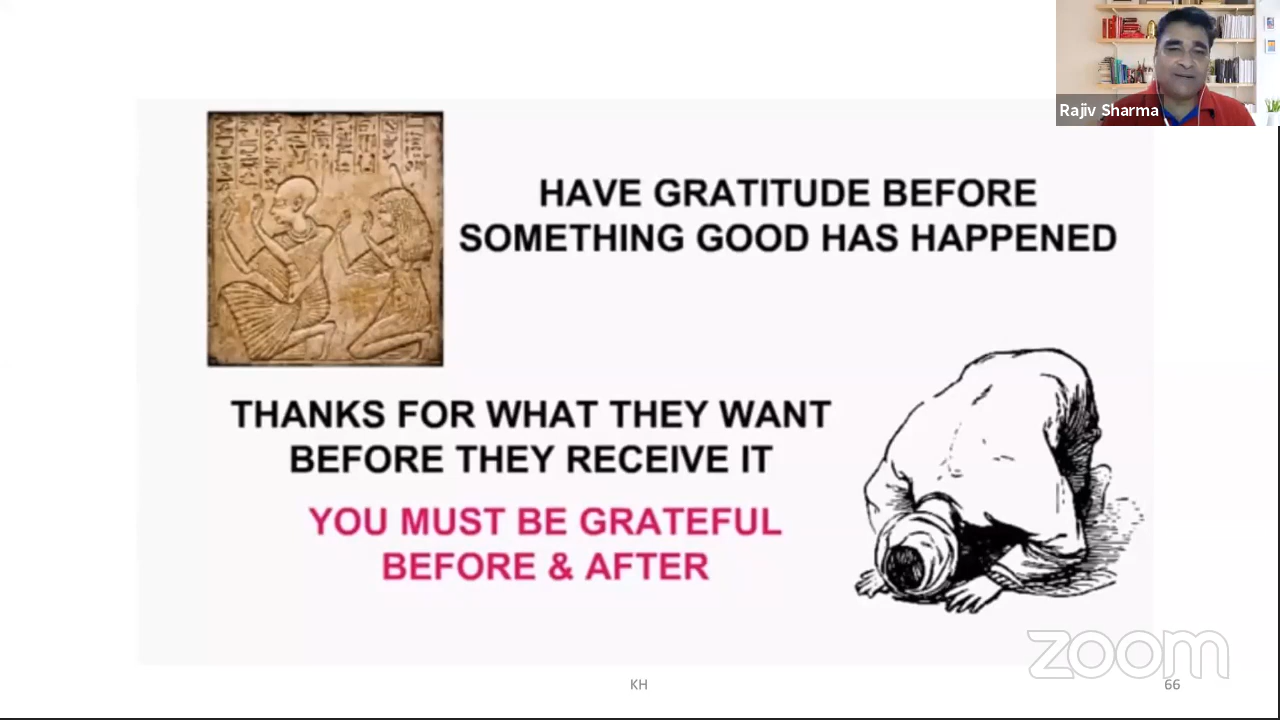 Rajiv Sharma
HAVE GRATITUDE BEFORE
SOMETHING GOOD HAS HAPPENED
THANKS FOR WHAT THEY WANT
BEFORE THEY RECEIVE IT
YOU MUST BE GRATEFUL
BEFORE & AFTER
zoom
KH
66